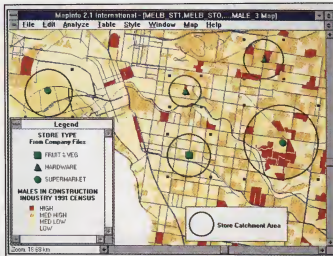 MapInfo 2.1 International - [MELB_ST1,MELB_STO,...,MALE_3 Map]
File Edit Analyze Table Style Window Map Help
Legend
STORE TYPE
From Company Files
FRUIT & VEG
HARDWARE
SUPERMARKET
MALES IN CONSTRUCTION
INDUSTRY 1991 CENSUS
HIGH
MED HIGH
MED LOW
LOW
Store Catchment Area